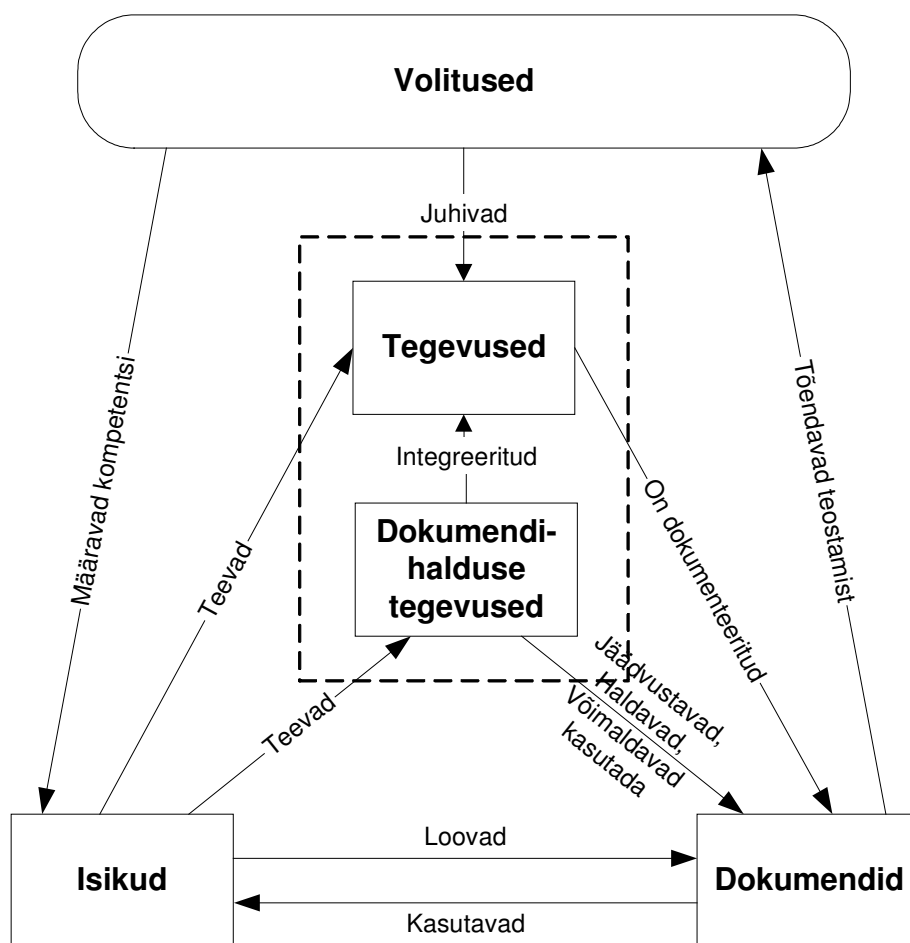 Volitused
Juhivad
Tegevused
Integreeritud
Dokumendi-
halduse
tegevused
Määravad kompetentsi
Teevad
Teevad
On dokumenteeritud
Tõendavad teostamist
Jäädvustavad,
Haldavad,
Võimaldavad
kasutada
Isikud
Loovad
Kasutavad
Dokumendid